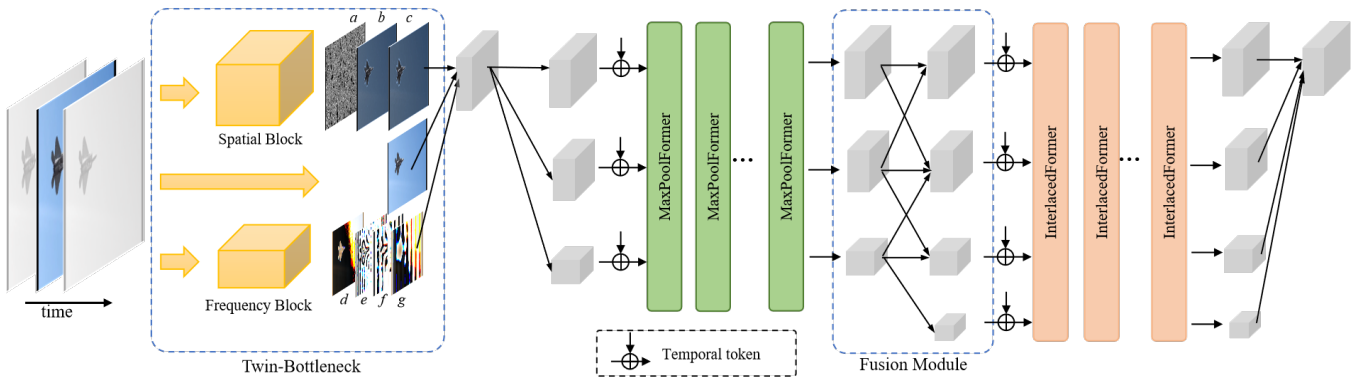 a b c
Spatial Block
time
d e f g
Frequency Block
Twin-Bottleneck
MaxPoolFormer
MaxPoolFormer
...
MaxPoolFormer
Temporal token
Fusion Module
InterlacedFormer
InterlacedFormer
...
InterlacedFormer